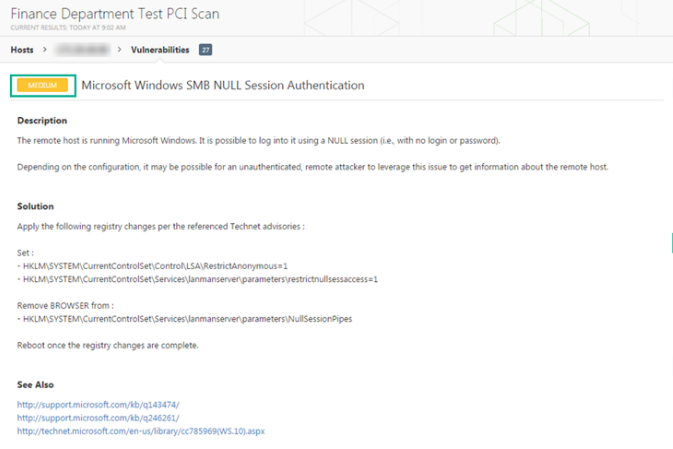 Finance Department Test PCI Scan
CURRENT RESULTS: TODAY AT 9:02 AM
Hosts > > Vulnerabilities 27
MEDIUM Microsoft Windows SMB NULL Session Authentication
Description
The remote host is running Microsoft Windows. It is possible to log into it using a NULL session (i.e., with no login or password).
Depending on the configuration, it may be possible for an unauthenticated, remote attacker to leverage this issue to get information about the remote host.
Solution
Apply the following registry changes per the referenced Technet advisories :
Set :
- HKLM\SYSTEM\CurrentControlSet\Control\LSA\RestrictAnonymous=1
- HKLM\SYSTEM\CurrentControlSet\Services\lanmanserver\parameters\restrictnullsessaccess=1
Remove BROWSER from :
- HKLM\SYSTEM\CurrentControlSet\Services\lanmanserver\parameters\NullSessionPipes
Reboot once the registry changes are complete.
See Also
http://support.microsoft.com/kb/q143474/
http://support.microsoft.com/kb/q246261/
http://technet.microsoft.com/en-us/library/cc785969(WS.10).aspx